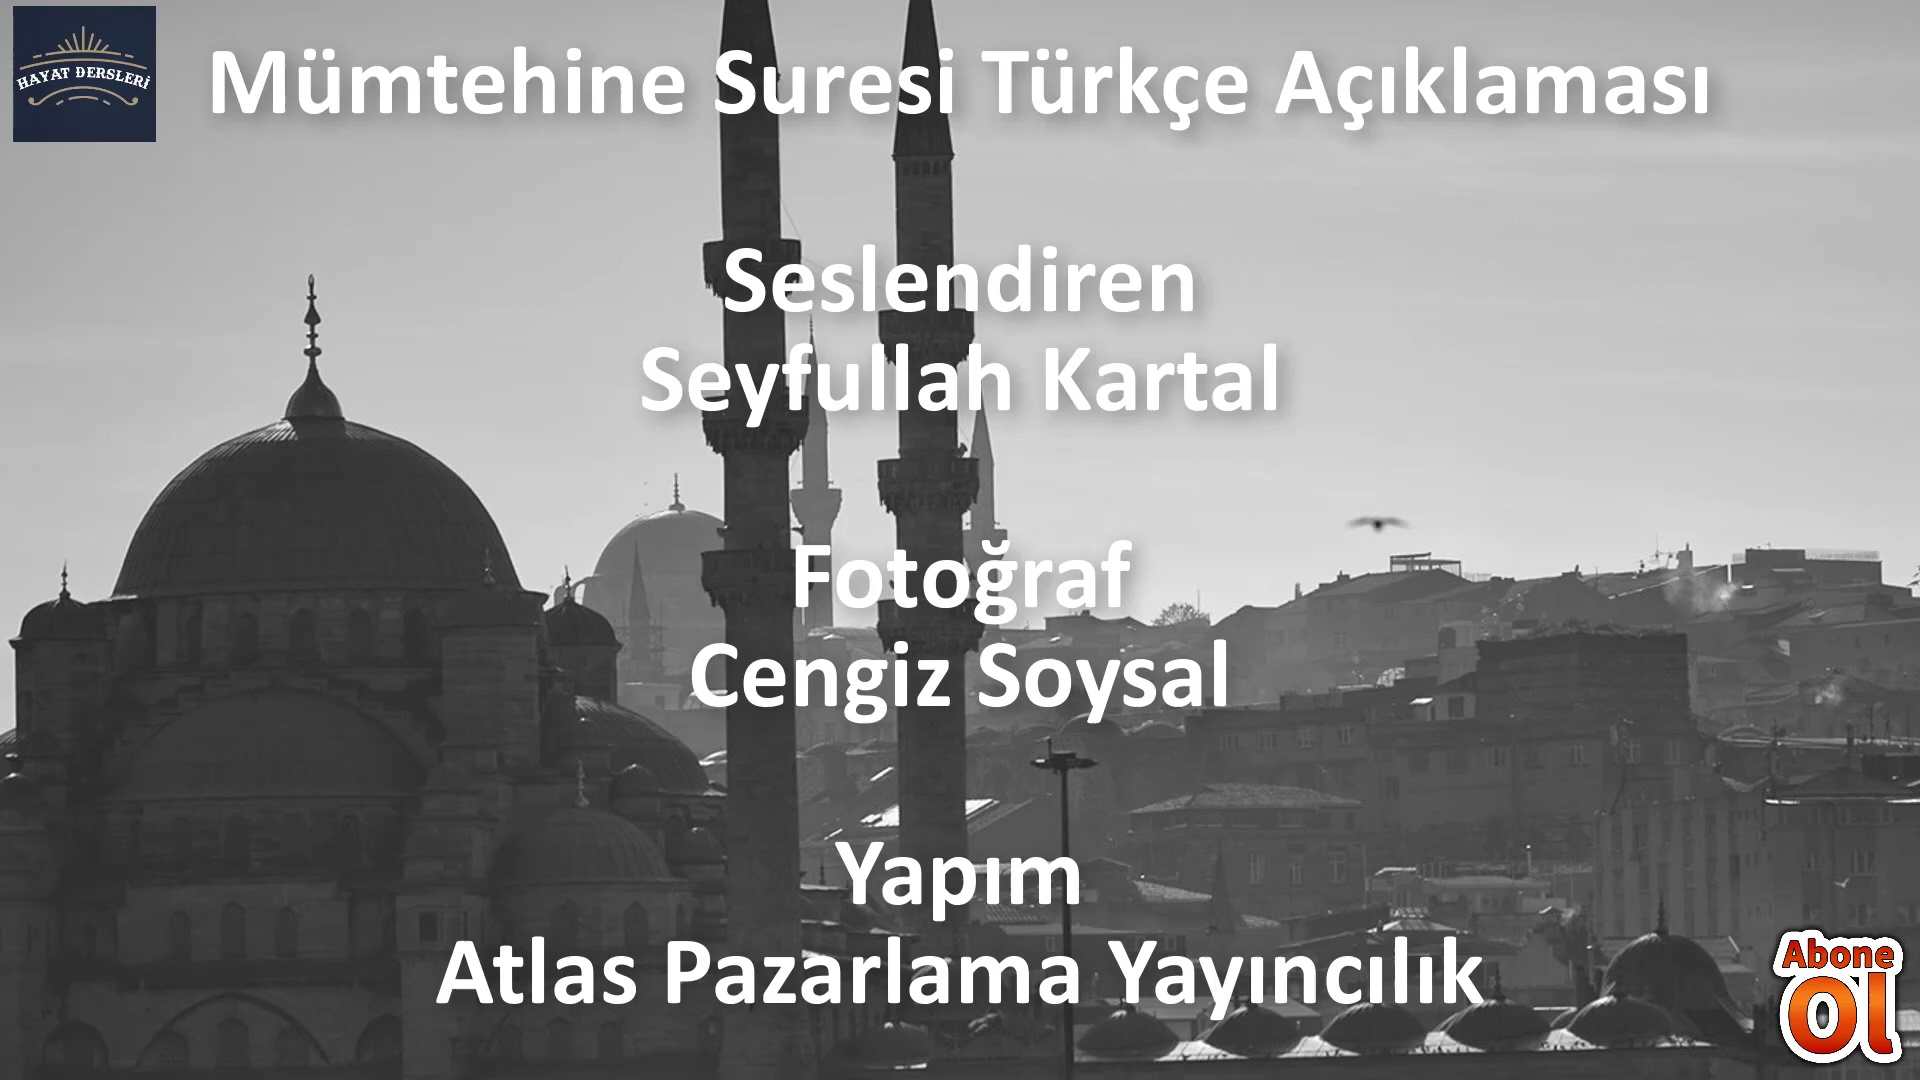 HAYAT DERSLERİ
Mümtehine Suresi Türkçe Açıklaması
Seslendiren
Seyfullah Kartal
Fotoğraf
Cengiz Soysal
Yapım
Atlas Pazarlama Yayıncılık
Abone
Ol